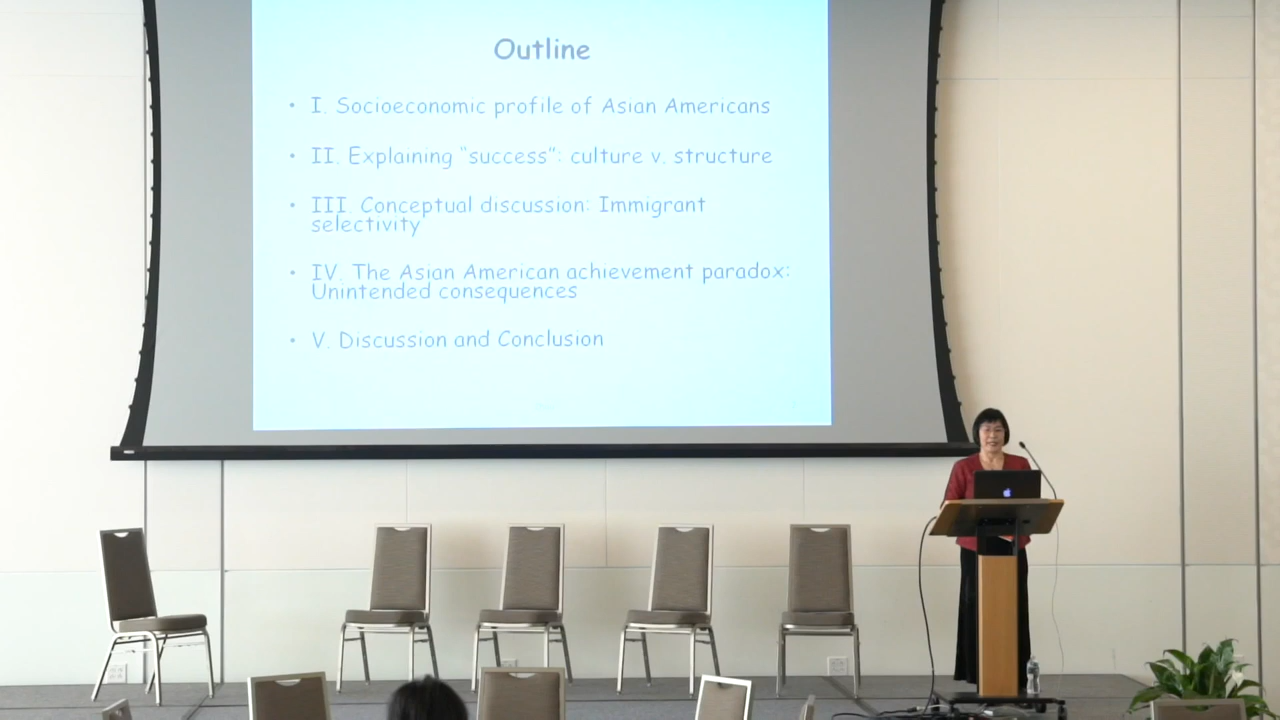 Outline
• I. Socioeconomic profile of Asian Americans
• II. Explaining "success": culture v. structure
• III. Conceptual discussion: Immigrant
selectivity
• IV. The Asian American achievement paradox:
Unintended consequences
• V. Discussion and Conclusion